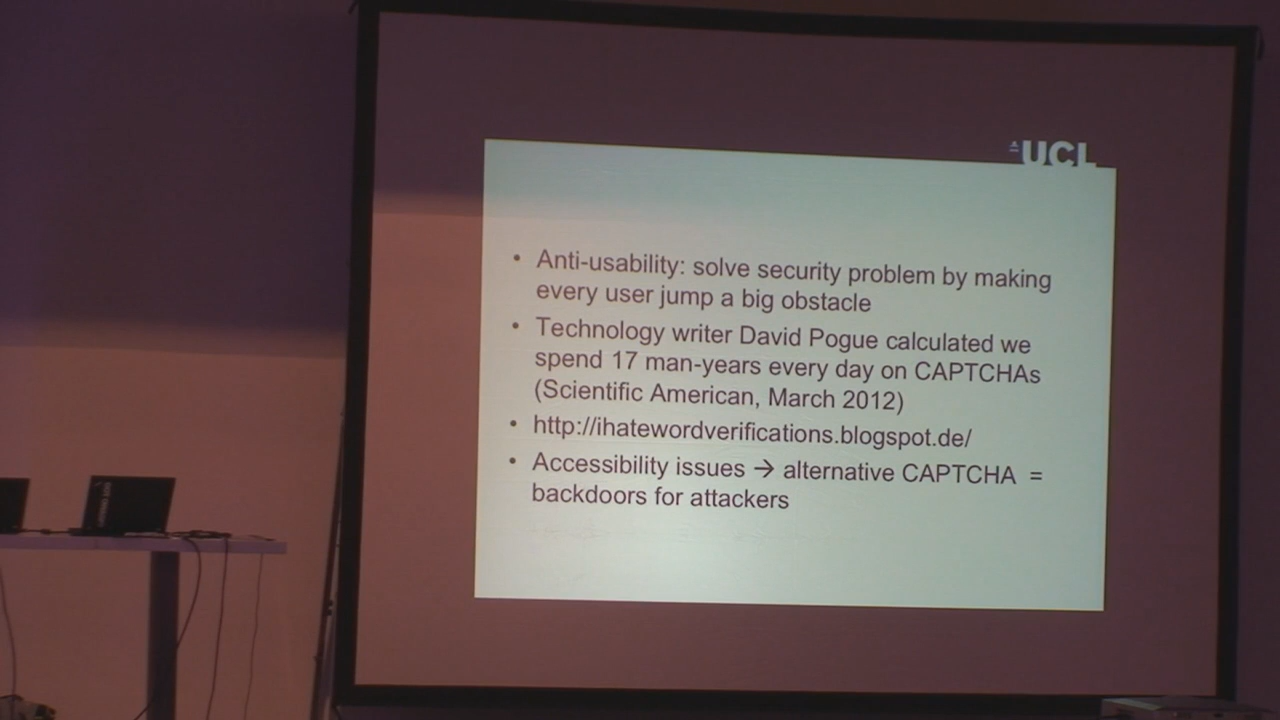 UCL
• Anti-usability: solve security problem by making
every user jump a big obstacle
• Technology writer David Pogue calculated we
spend 17 man-years every day on CAPTCHAs
(Scientific American, March 2012)
• http://ihatewordverifications.blogspot.de/
• Accessibility issues → alternative CAPTCHA =
backdoors for attackers